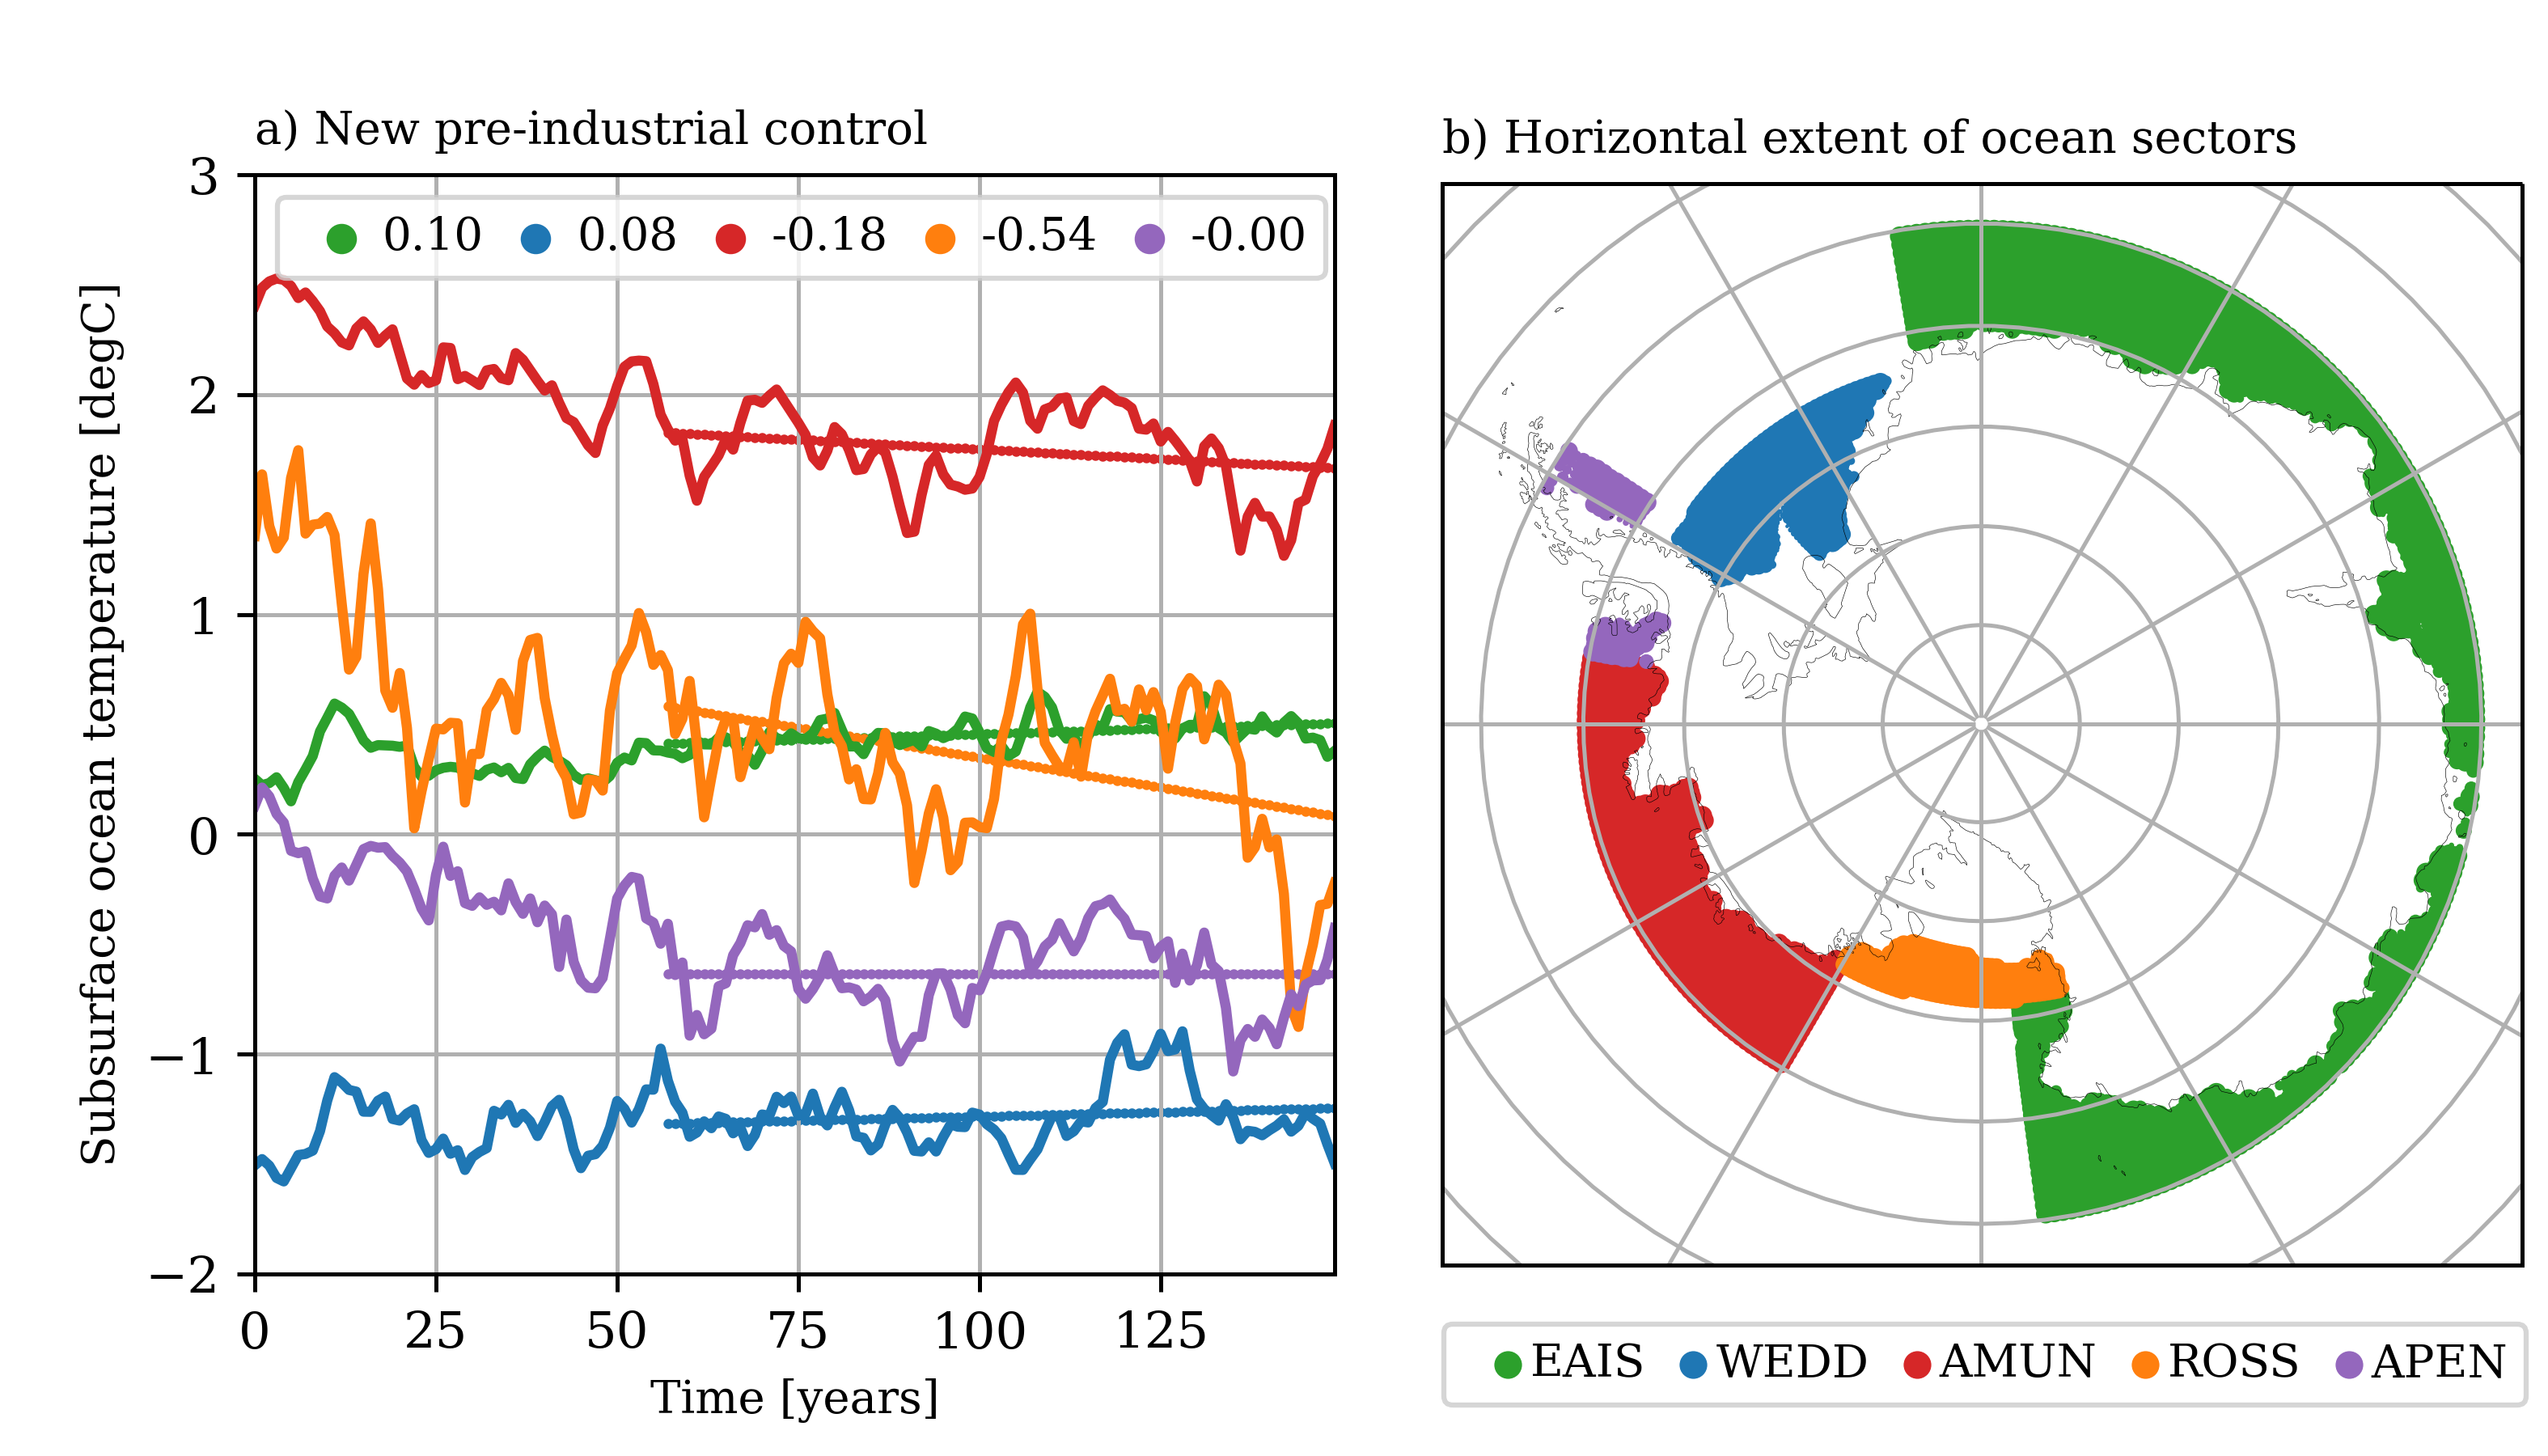 a) New pre-industrial control
b) Horizontal extent of ocean sectors
0.10 0.08 -0.18 -0.54 -0.00
Subsurface ocean temperature [degC]
3
2
1
0
−1
−2
0 25 50 75 100 125
Time [years]
EAIS WEDD AMUN ROSS APEN